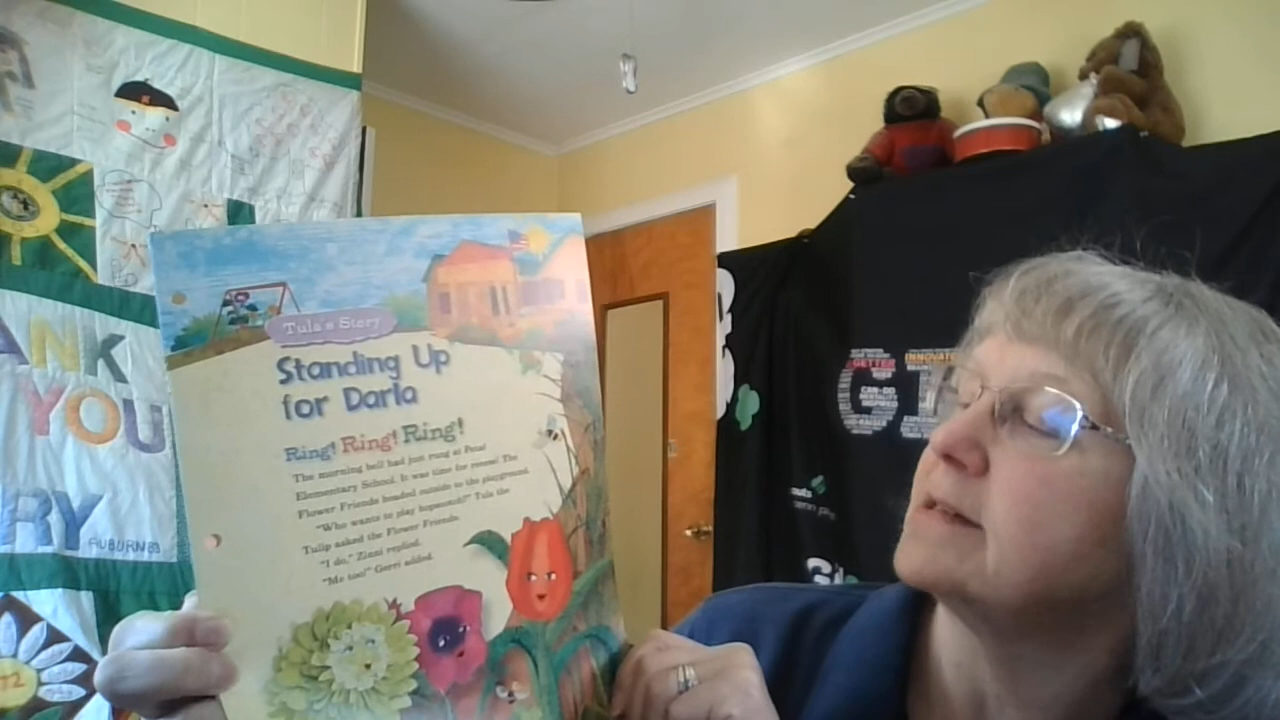 Tula's Story
Standing Up
for Darla
Ring! Ring! Ring!
The morning bell had just rung at Petal
Elementary School. It was time for recess! The
Flower Friends headed outside to the playground.
"Who wants to play hopscotch?" Tula the
Tulip asked the Flower Friends.
"I do," Zinni replied.
"Me too!" Gerri added.
ANK
YOU
RY
AUBURN
GETTER
INNOVATE
CAN-DO
MENTALITY
INSPIRED